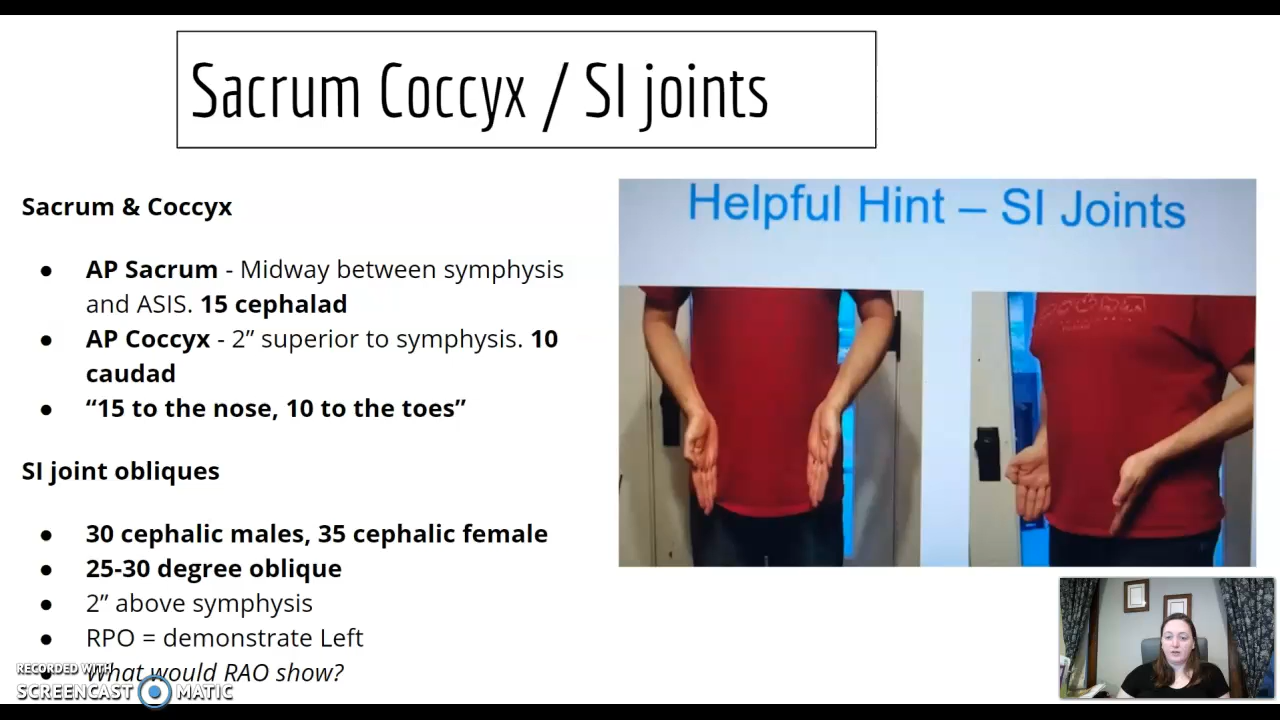 Sacrum Coccyx / SI joints
Sacrum & Coccyx
● AP Sacrum - Midway between symphysis
and ASIS. 15 cephalad
● AP Coccyx - 2” superior to symphysis. 10
caudad
● “15 to the nose, 10 to the toes”
SI joint obliques
● 30 cephalic males, 35 cephalic female
● 25-30 degree oblique
● 2” above symphysis
● RPO = demonstrate Left
● What would RAO show?
Helpful Hint – SI Joints
RECORDED WITH
SCREENCAST MATIC